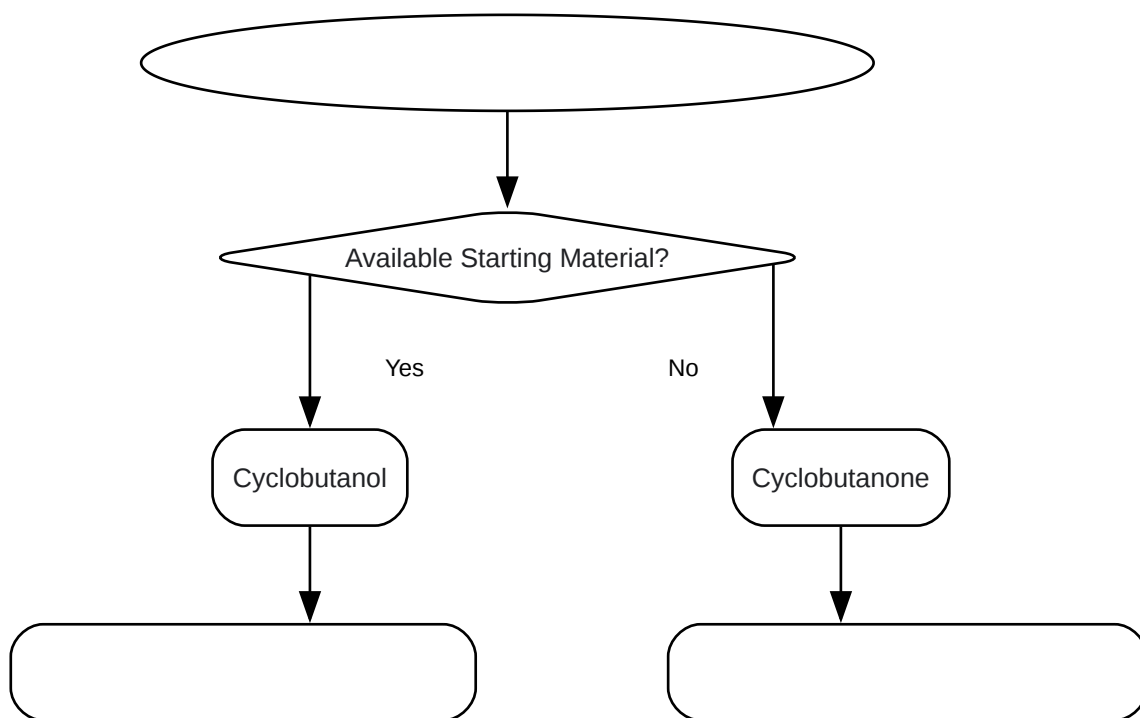 Available Starting Material?
Yes
No
Cyclobutanol
Cyclobutanone